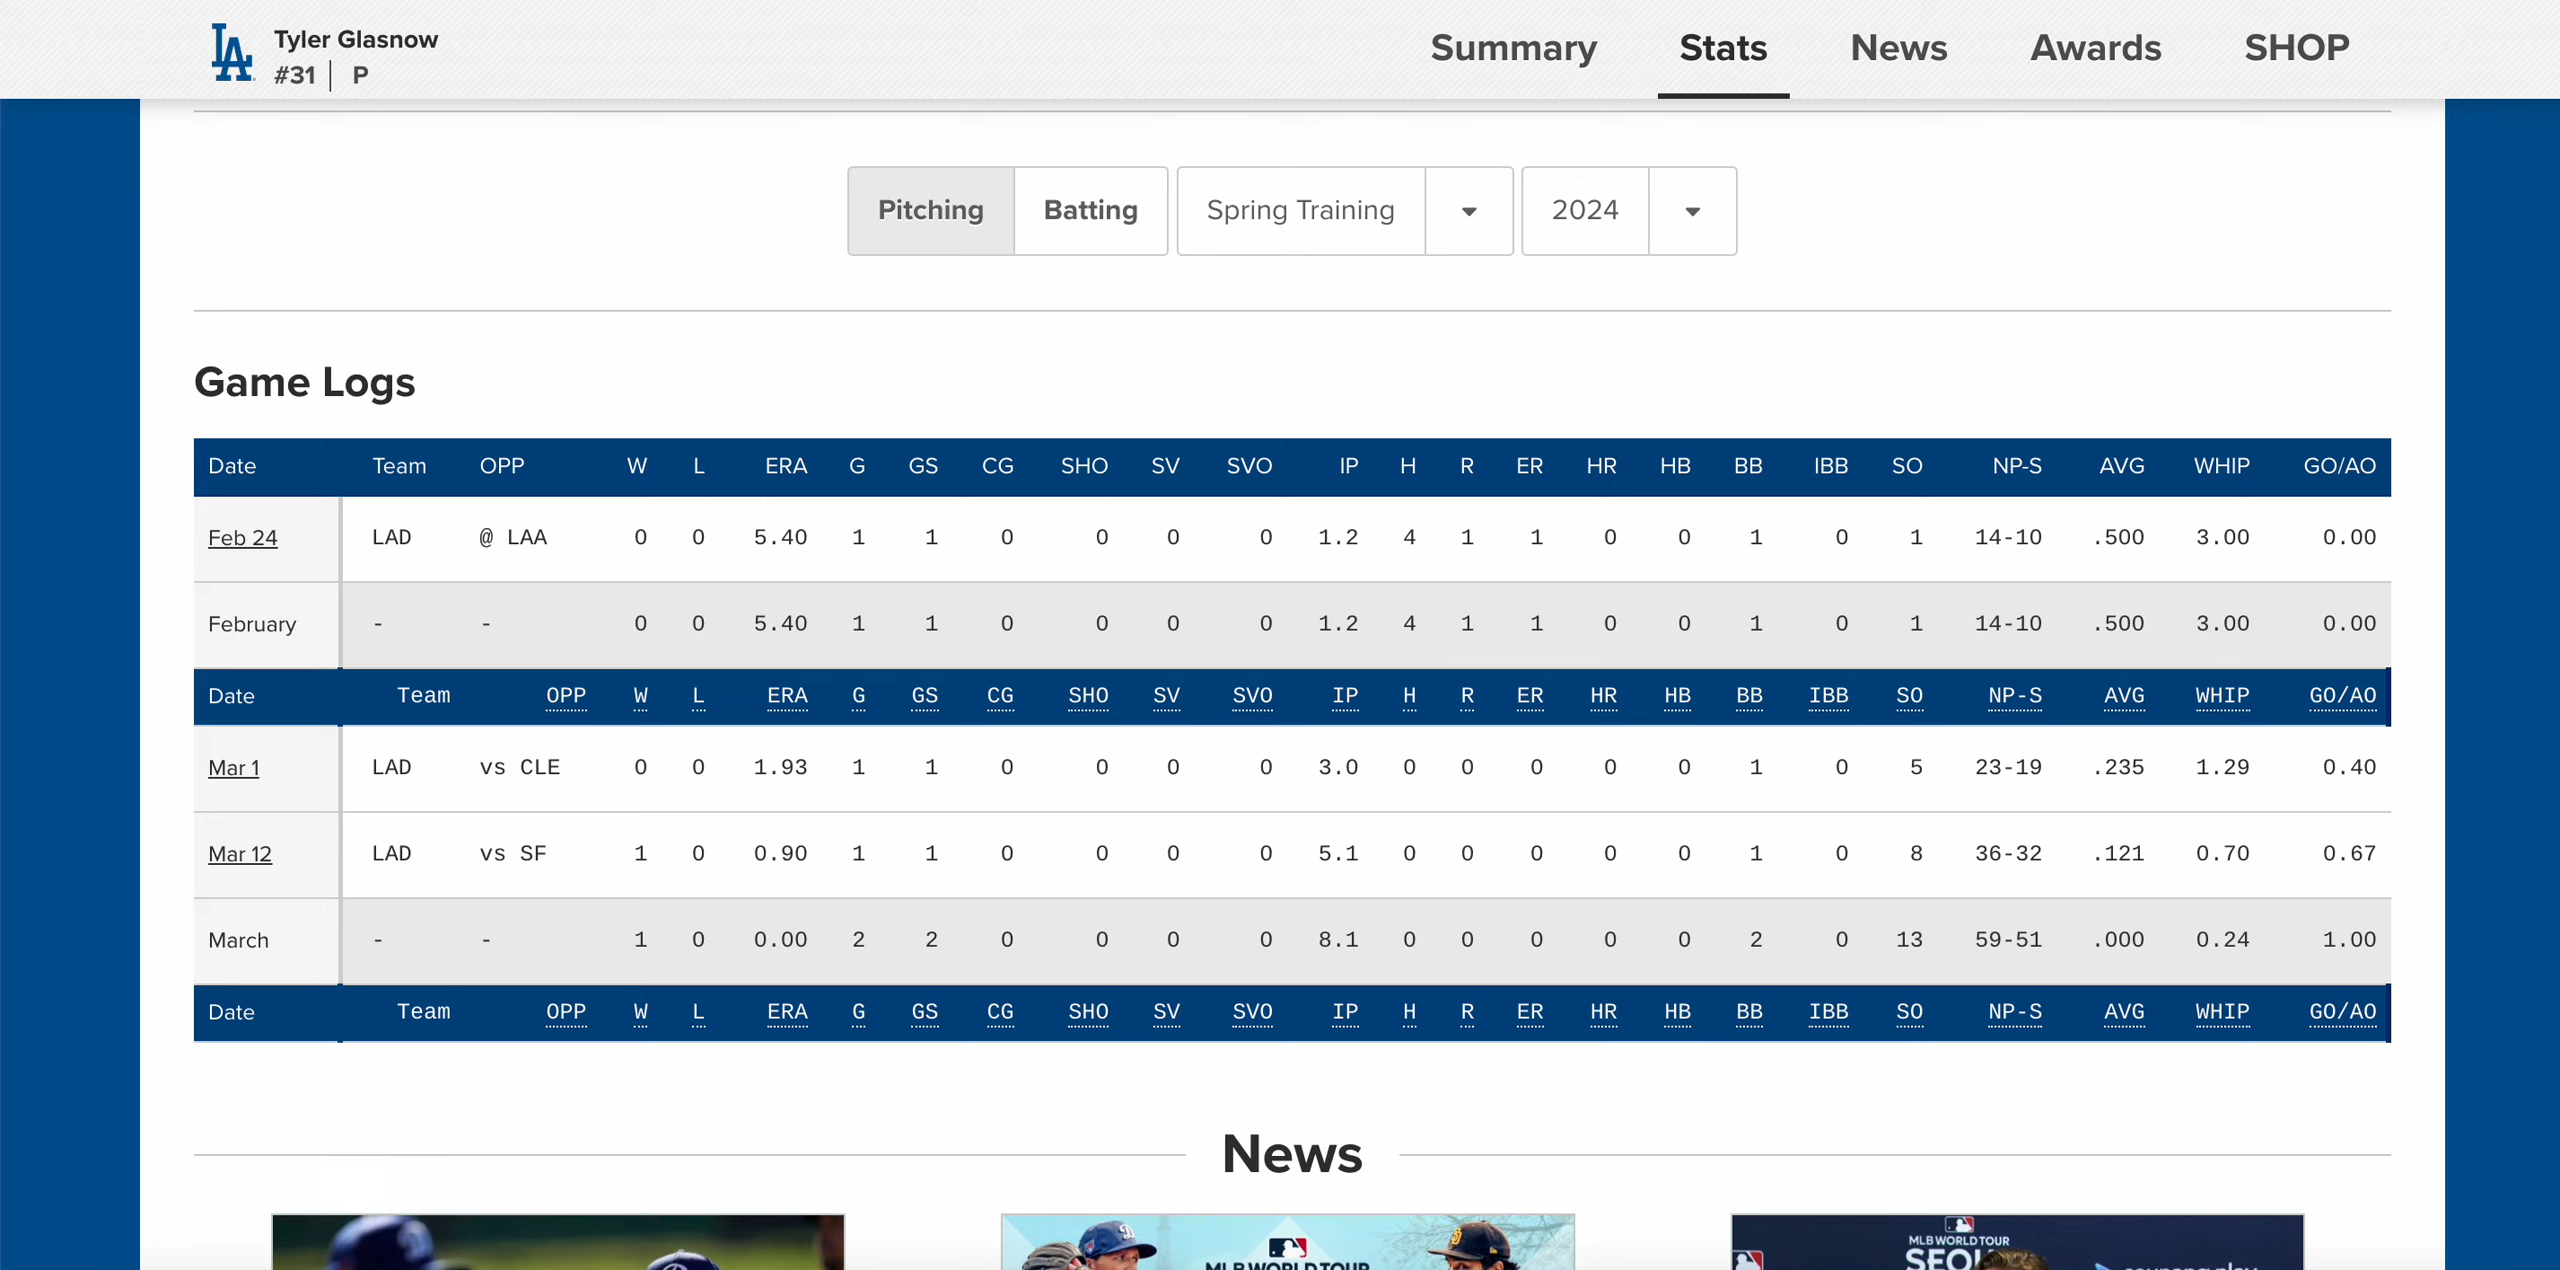 LA Tyler Glasnow
#31 | P
Summary Stats News Awards SHOP
Pitching Batting Spring Training 2024
Game Logs
Date Team OPP W L ERA G GS CG SHO SV SVO IP H R ER HR HB BB IBB SO NP-S AVG WHIP GO/AO
Feb 24 LAD @ LAA 0 0 5.40 1 1 0 0 0 0 1.2 4 1 1 0 0 1 0 1 14-10 .500 3.00 0.00
February - - 0 0 5.40 1 1 0 0 0 0 1.2 4 1 1 0 0 1 0 1 14-10 .500 3.00 0.00
Date Team OPP W L ERA G GS CG SHO SV SVO IP H R ER HR HB BB IBB SO NP-S AVG WHIP GO/AO
Mar 1 LAD vs CLE 0 0 1.93 1 1 0 0 0 0 3.0 0 0 0 0 0 1 0 5 23-19 .235 1.29 0.40
Mar 12 LAD vs SF 1 0 0.90 1 1 0 0 0 0 5.1 0 0 0 0 0 1 0 8 36-32 .121 0.70 0.67
March - - 1 0 0.00 2 2 0 0 0 0 8.1 0 0 0 0 0 2 0 13 59-51 .000 0.24 1.00
Date Team OPP W L ERA G GS CG SHO SV SVO IP H R ER HR HB BB IBB SO NP-S AVG WHIP GO/AO
News
MLB WORLD TOUR
MLB WORLD TOUR